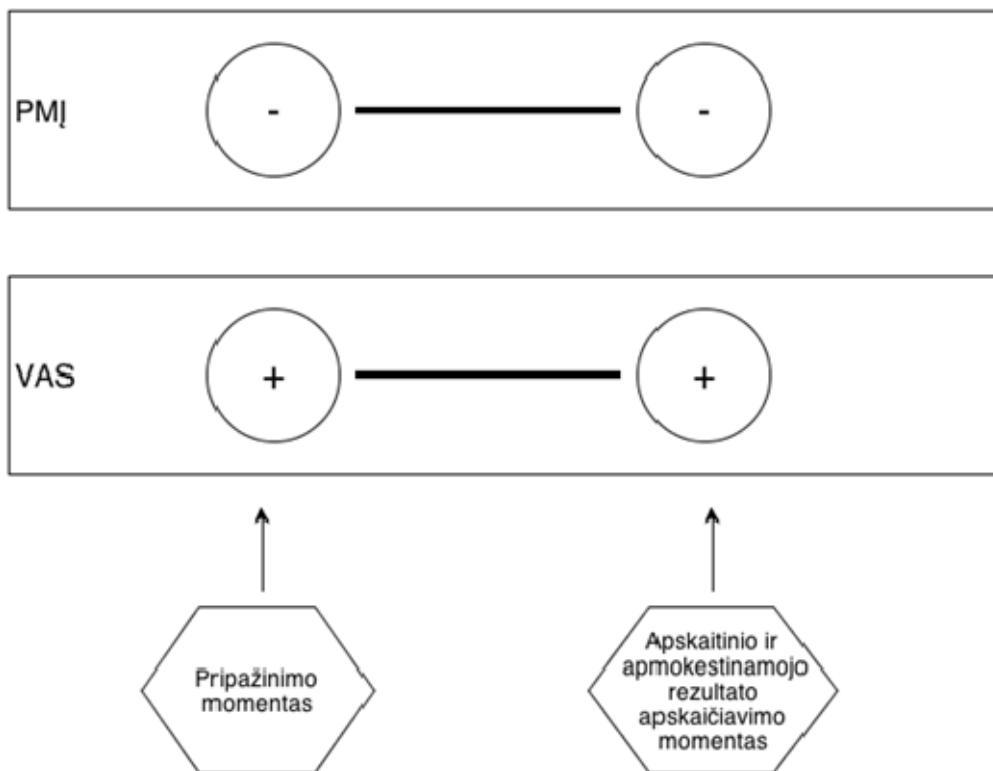 PMĮ
-
-
VAS
+
+
Pripažinimo
momentas
Apskaitinio ir
apmokestinamojo
rezultato
apskaičiavimo
momentas